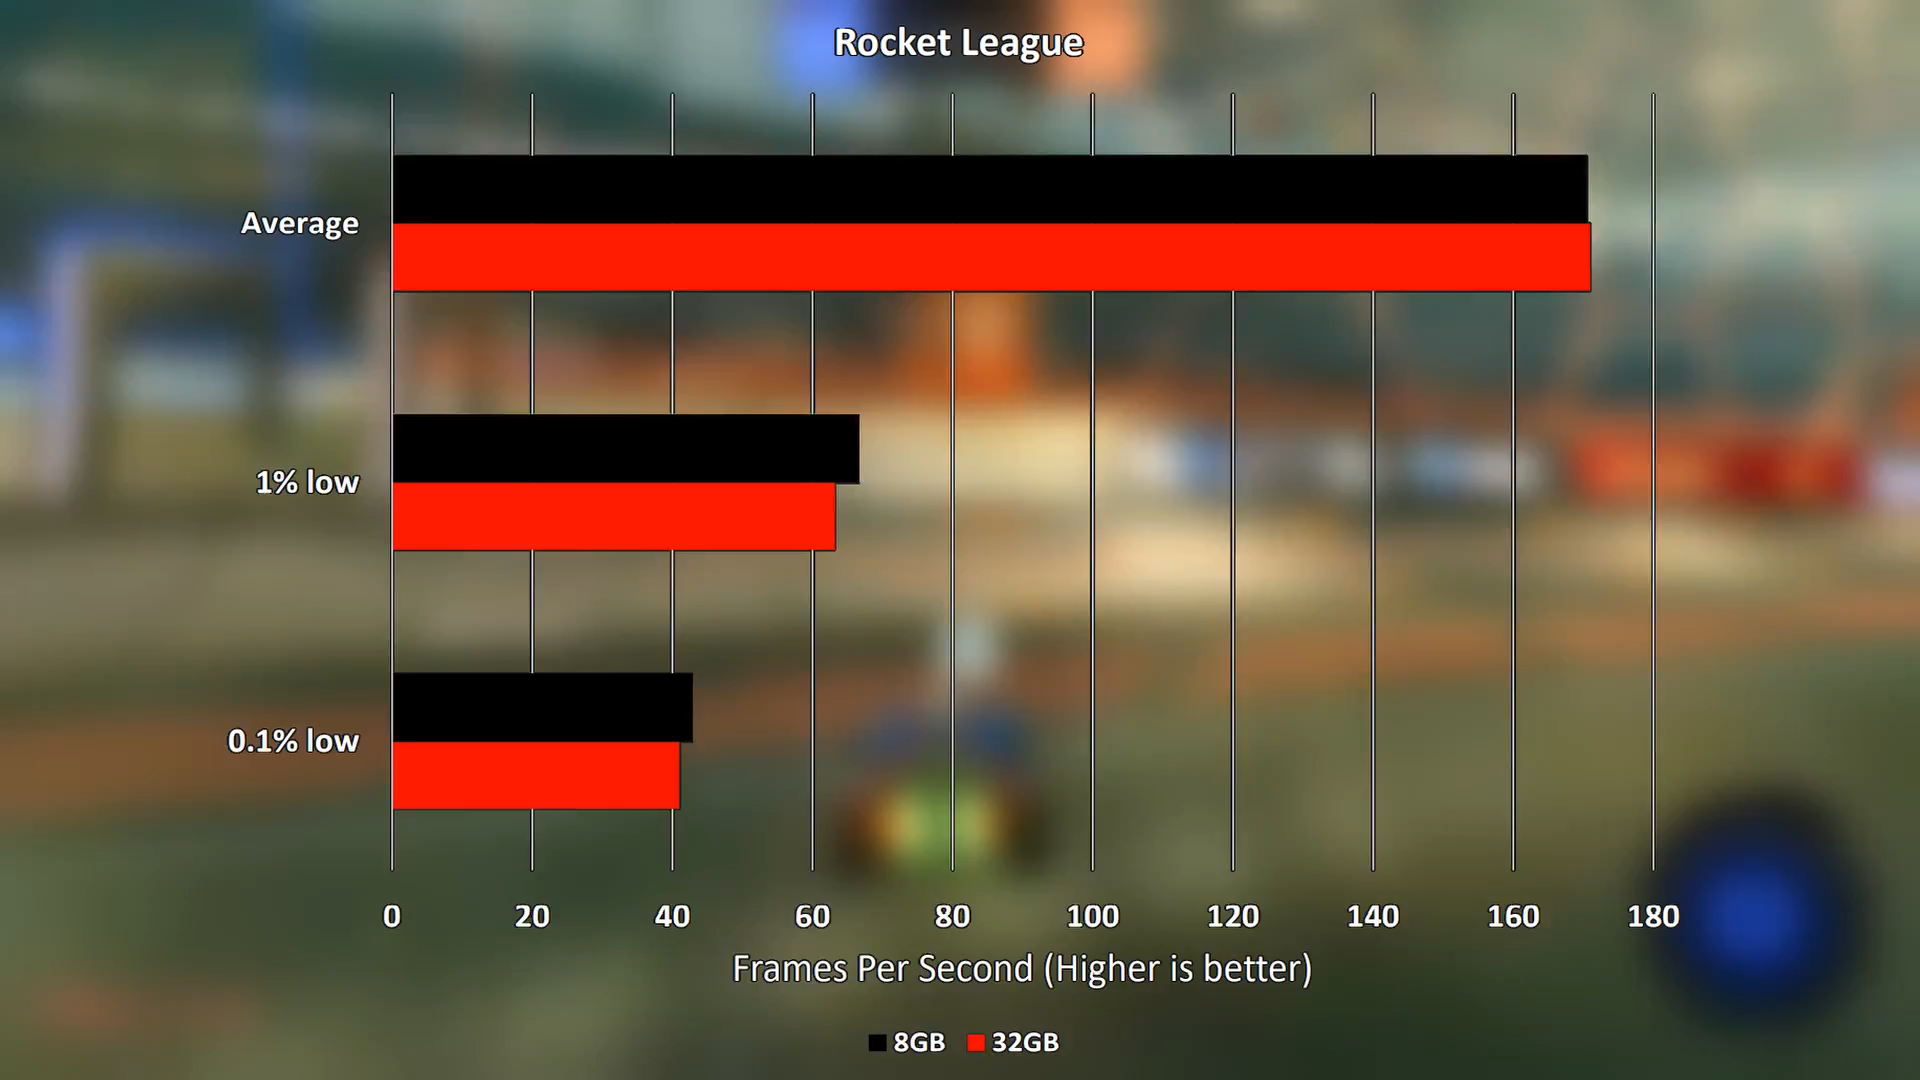 Rocket League
Average
1% low
0.1% low
0 20 40 60 80 100 120 140 160 180
Frames Per Second (Higher is better)
8GB 32GB